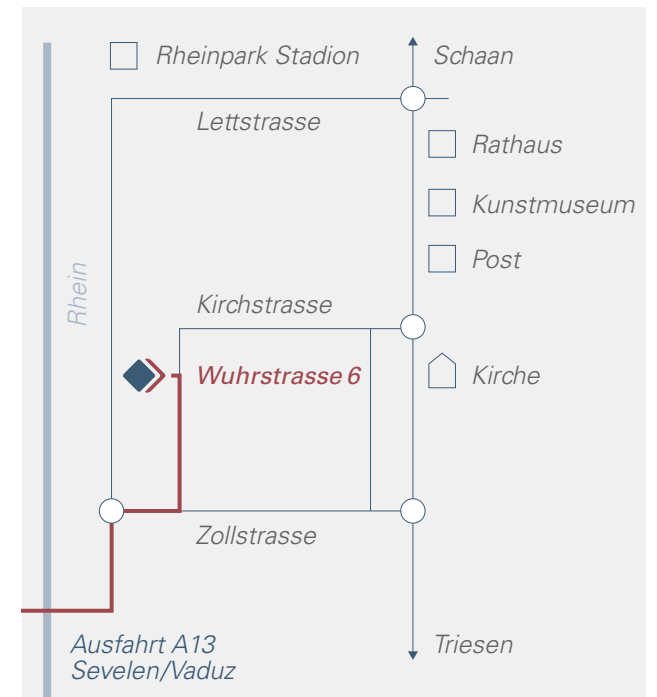 Rheinpark Stadion
Schaan
Lettstrasse
Rathaus
Kunstmuseum
Post
Rhein
Kirchstrasse
Wuhrstrasse 6
Kirche
Zollstrasse
Ausfahrt A13
Sevelen/Vaduz
Triesen